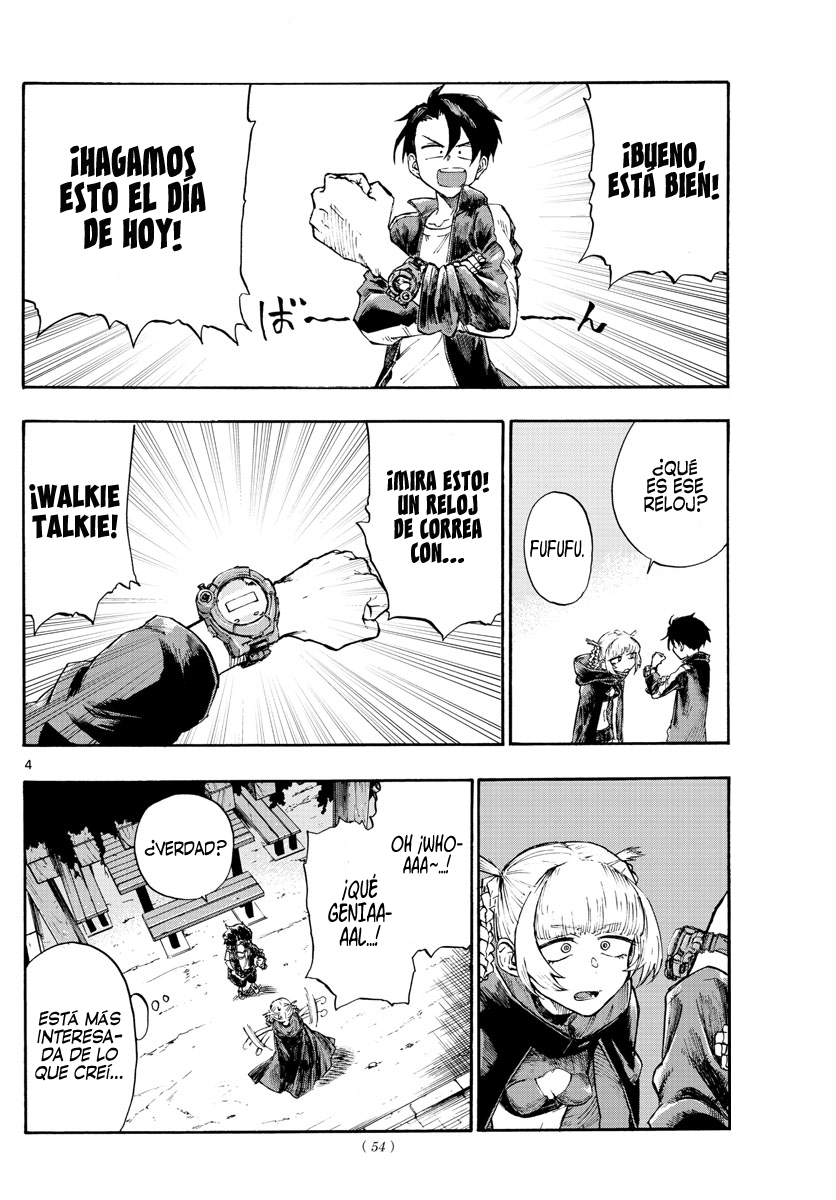 ¡BUENO,
ESTÁ BIEN!
¡HAGAMOS
ESTO EL DÍA
DE HOY!
ばーーん
¿QUÉ
ES ESE
RELOJ?
FUFUFU.
¡MIRA ESTO!
UN RELOJ
DE CORREA
CON...
¡WALKIE
TALKIE!
4
OH ¡WHO-
AAA~...!
¡QUÉ
GENIAA-
AAL...!
¿VERDAD?
ESTÁ MÁS
INTERESA-
DA DE LO
QUE CREÍ...
( 54 )